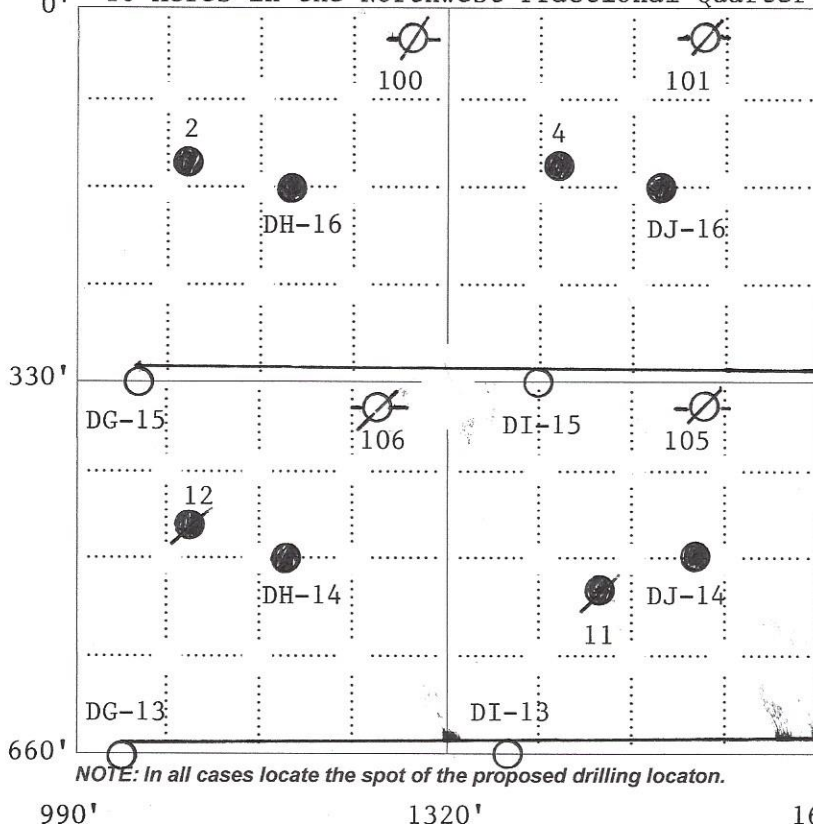 0'
100 101
2 4
DH-16 DJ-16
330'
DG-15 DI-15
106 105
12
DH-14 DJ-14
11
DG-13 DI-13
660'
NOTE: In all cases locate the spot of the proposed drilling locaton.
990' 1320'